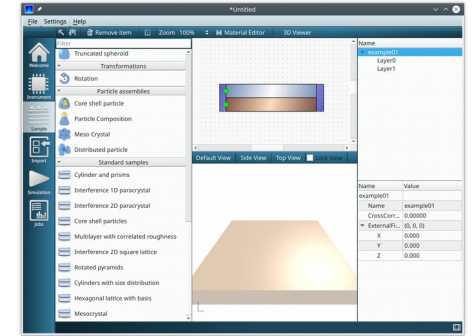 *Untitled
File Settings Help
Remove item Zoom 100% Material Editor 3D Viewer
Filter
Truncated spheroid
Transformations
Rotation
Particle assemblies
Core shell particle
Particle Composition
Meso Crystal
Distributed particle
Standard samples
Cylinder and prisms
Interference 1D paracrystal
Interference 2D paracrystal
Core shell particles
Multilayer with correlated roughness
Interference 2D square lattice
Rotated pyramids
Cylinders with size distribution
Hexagonal lattice with basis
Mesocrystal
Welcome
Instrument
Sample
Import
Simulation
Jobs
Default View Side View Top View Lock View
Name
example01
Layer0
Layer1
Name Value
example01
Name example01
CrossCorr... 0.00000
ExternalFi... (0, 0, 0)
X 0.000
Y 0.000
Z 0.000